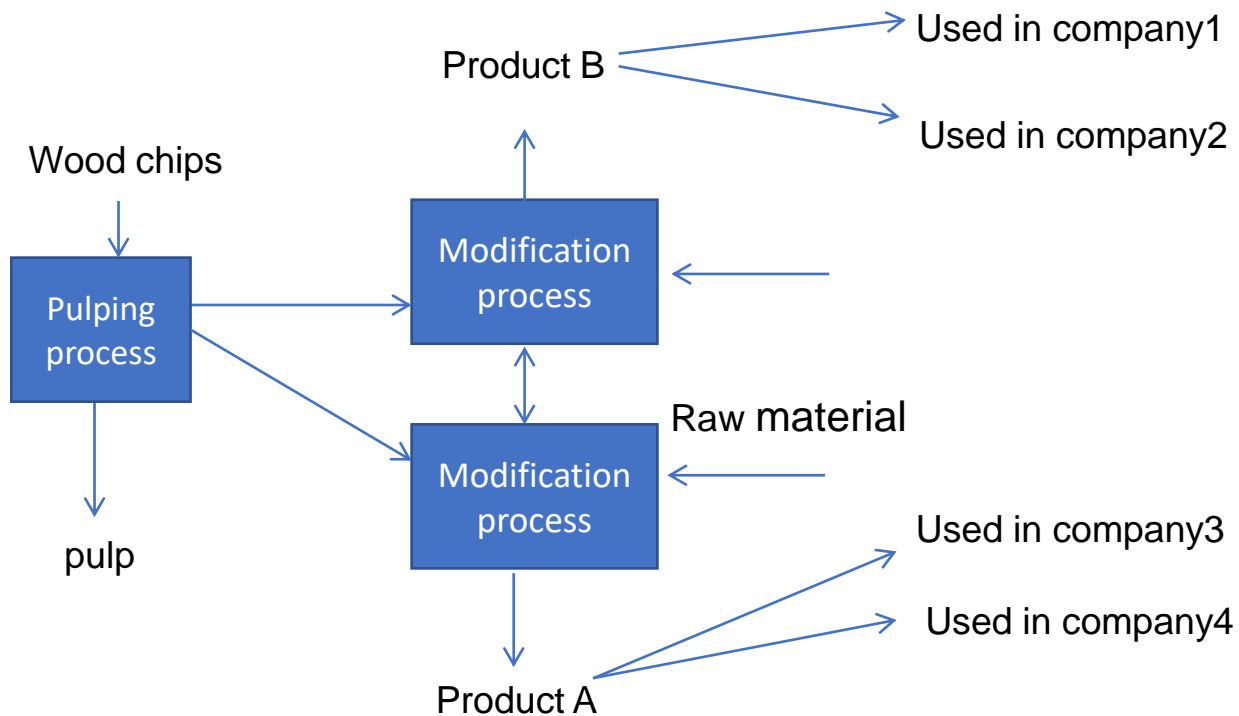 Used in company1
Product B
Used in company2
Wood chips
Modification
process
Pulping
process
Raw material
Modification
process
Used in company3
pulp
Used in company4
Product A